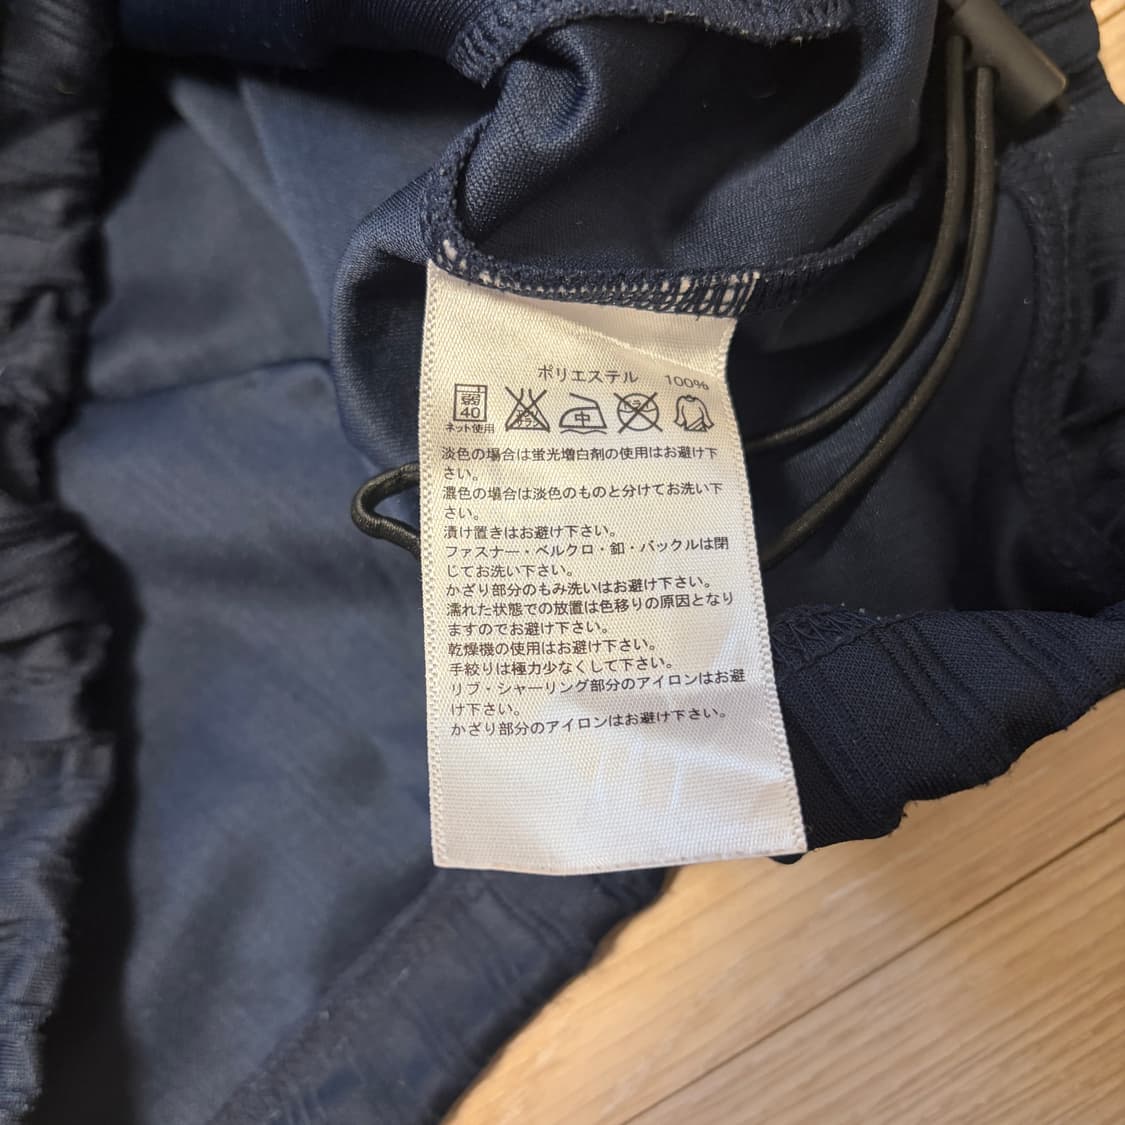 ポリエステル 100%
弱
40
中
ネット使用
淡色の場合は蛍光増白剤の使用はお避け下
さい。
濃色の場合は淡色のものと分けてお洗い下
さい。
漬け置きはお避け下さい。
ファスナー・ベルクロ・釦・バックルは閉
じてお洗い下さい。
かざり部分のもみ洗いはお避け下さい。
濡れた状態での放置は色移りの原因となり
ますのでお避け下さい。
乾燥機の使用はお避け下さい。
手絞りは極力少なくして下さい。
リブ・シャーリング部分のアイロンはお避
け下さい。
かざり部分のアイロンはお避け下さい。